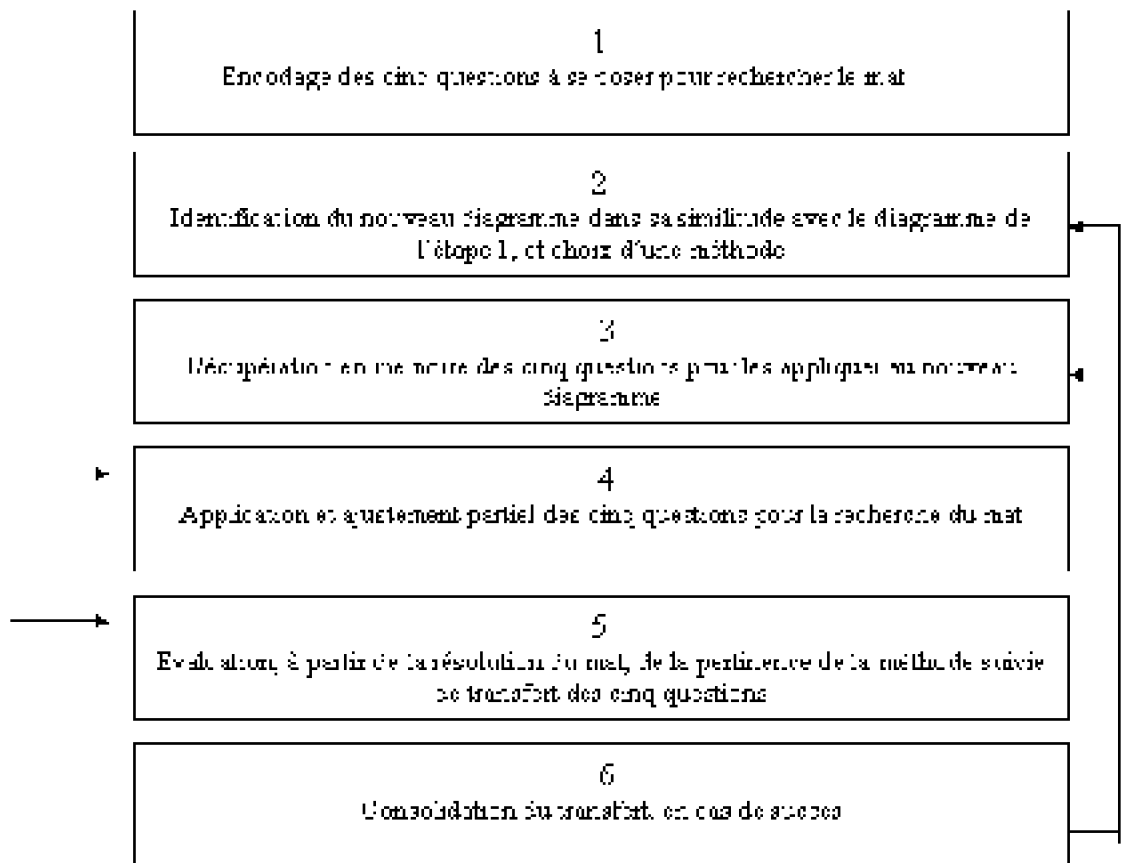 1
Encodage des cinq questions à se poser pour rechercher le mat
2
Identification du nouveau diagramme dans sa similitude avec le diagramme de
l'étape 1, et choix d'une méthode
3
Récupération en mémoire des cinq questions pour les appliquer au nouveau
diagramme
4
Application et ajustement partiel des cinq questions pour la recherche du mat
5
Evaluation, à partir de la résolution du mat, de la pertinence de la méthode suivie
de transfert des cinq questions
6
Consolidation du transfert, en cas de succès